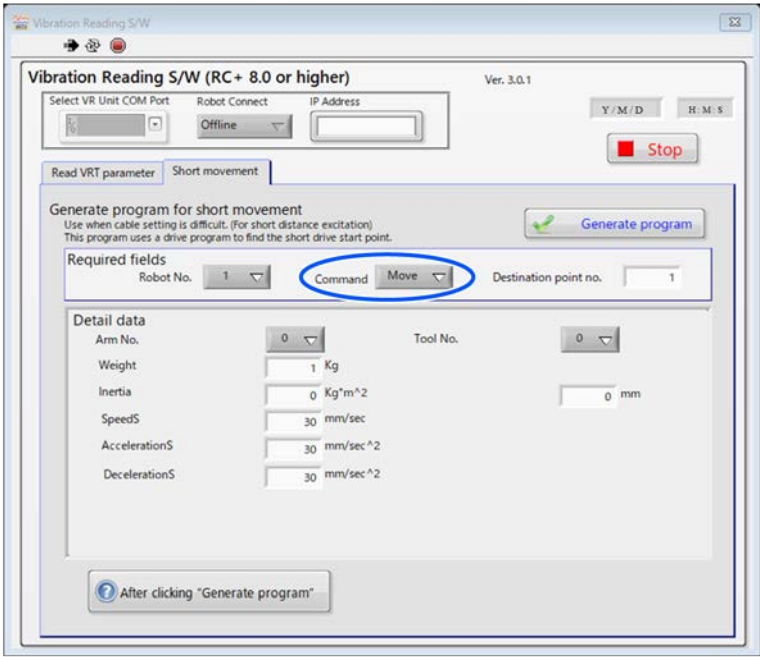 Vibration Reading S/W
Vibration Reading S/W (RC+ 8.0 or higher) Ver. 3.0.1
Select VR Unit COM Port Robot Connect IP Address
Offline
Y/M/D H:M:S
Stop
Read VRT parameter Short movement
Generate program for short movement
Use when cable setting is difficult. (For short distance excitation)
This program uses a drive program to find the short drive start point.
Generate program
Required fields
Robot No. 1 Command Move Destination point no. 1
Detail data
Arm No. 0 Tool No. 0
Weight 1 Kg
Inertia 0 Kg*m^2 0 mm
SpeedS 30 mm/sec
AccelerationS 30 mm/sec^2
DecelerationS 30 mm/sec^2
After clicking "Generate program"